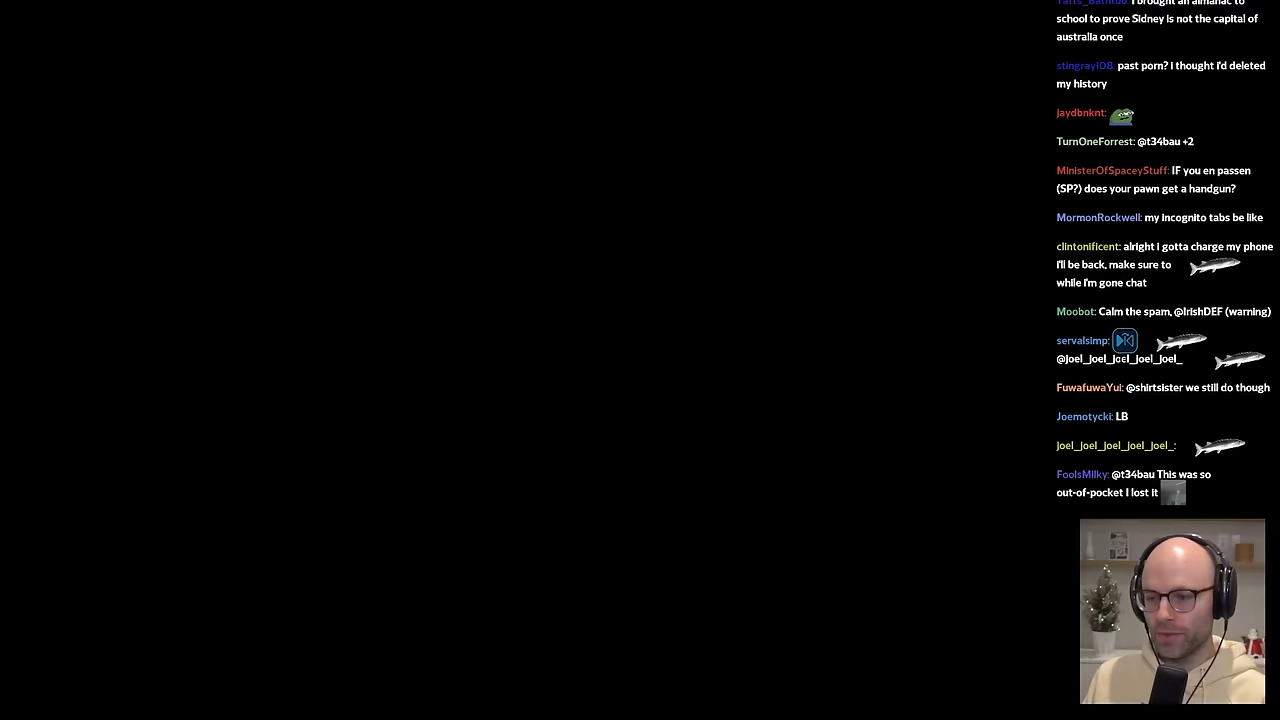 Taffs_Bathtub: I brought an almanac to
school to prove Sidney is not the capital of
australia once
stingray108: past porn? i thought i'd deleted
my history
jaydbnknt:
TurnOneForrest: @t34bau +2
MinisterOfSpaceyStuff: IF you en passen
(SP?) does your pawn get a handgun?
MormonRockwell: my incognito tabs be like
clintonificent: alright i gotta charge my phone
i'll be back, make sure to
while i'm gone chat
Moobot: Calm the spam, @IrishDEF (warning)
servalsimp:
@joel_joel_joel_joel_joel_
FuwafuwaYui: @shirtsister we still do though
Joemotycki: LB
joel_joel_joel_joel_joel_:
FoolsMilky: @t34bau This was so
out-of-pocket I lost it